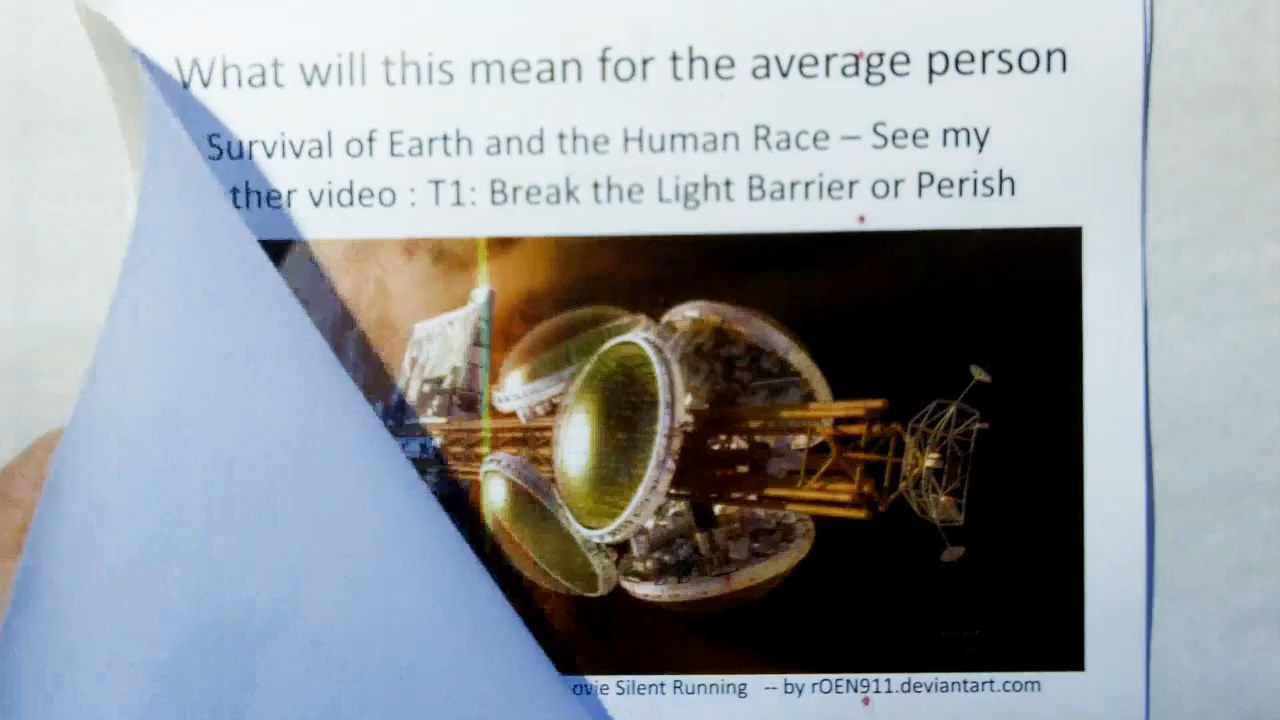 What will this mean for the average person
Survival of Earth and the Human Race – See my
ther video : T1: Break the Light Barrier or Perish
ovie Silent Running -- by rOEN911.deviantart.com